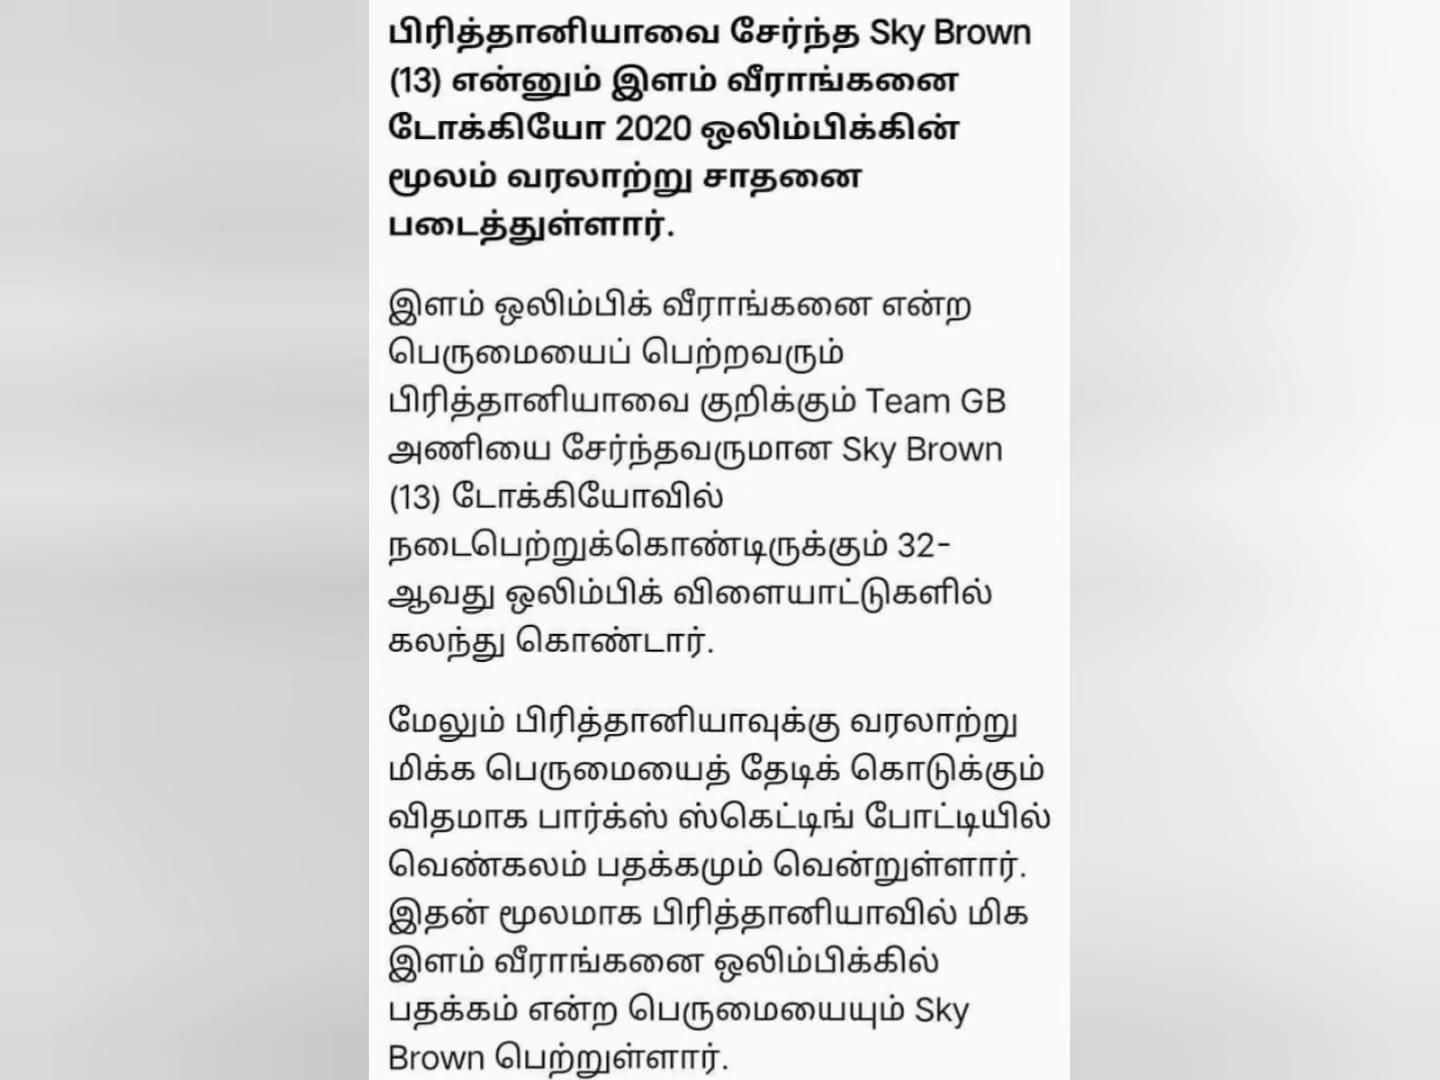 பிரித்தானியாவை சேர்ந்த Sky Brown
(13) என்னும் இளம் வீராங்கனை
டோக்கியோ 2020 ஒலிம்பிக்கின்
மூலம் வரலாற்று சாதனை
படைத்துள்ளார்.
இளம் ஒலிம்பிக் வீராங்கனை என்ற
பெருமையைப் பெற்றவரும்
பிரித்தானியாவை குறிக்கும் Team GB
அணியை சேர்ந்தவருமான Sky Brown
(13) டோக்கியோவில்
நடைபெற்றுக்கொண்டிருக்கும் 32-
ஆவது ஒலிம்பிக் விளையாட்டுகளில்
கலந்து கொண்டார்.
மேலும் பிரித்தானியாவுக்கு வரலாற்று
மிக்க பெருமையைத் தேடிக் கொடுக்கும்
விதமாக பார்க்ஸ் ஸ்கெட்டிங் போட்டியில்
வெண்கலம் பதக்கமும் வென்றுள்ளார்.
இதன் மூலமாக பிரித்தானியாவில் மிக
இளம் வீராங்கனை ஒலிம்பிக்கில்
பதக்கம் என்ற பெருமையையும் Sky
Brown பெற்றுள்ளார்.